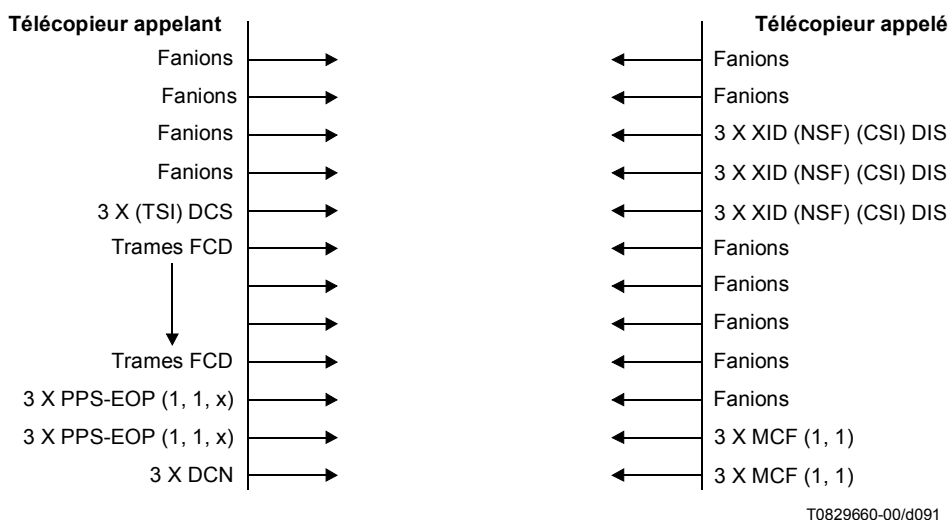 Télécopieur appelant Télécopieur appelé
Fanions Fanions
Fanions Fanions
Fanions 3 X XID (NSF) (CSI) DIS
Fanions 3 X XID (NSF) (CSI) DIS
3 X (TSI) DCS 3 X XID (NSF) (CSI) DIS
Trames FCD Fanions
Fanions
Fanions
Trames FCD Fanions
3 X PPS-EOP (1, 1, x) Fanions
3 X PPS-EOP (1, 1, x) 3 X MCF (1, 1)
3 X DCN 3 X MCF (1, 1)
T0829660-00/d091